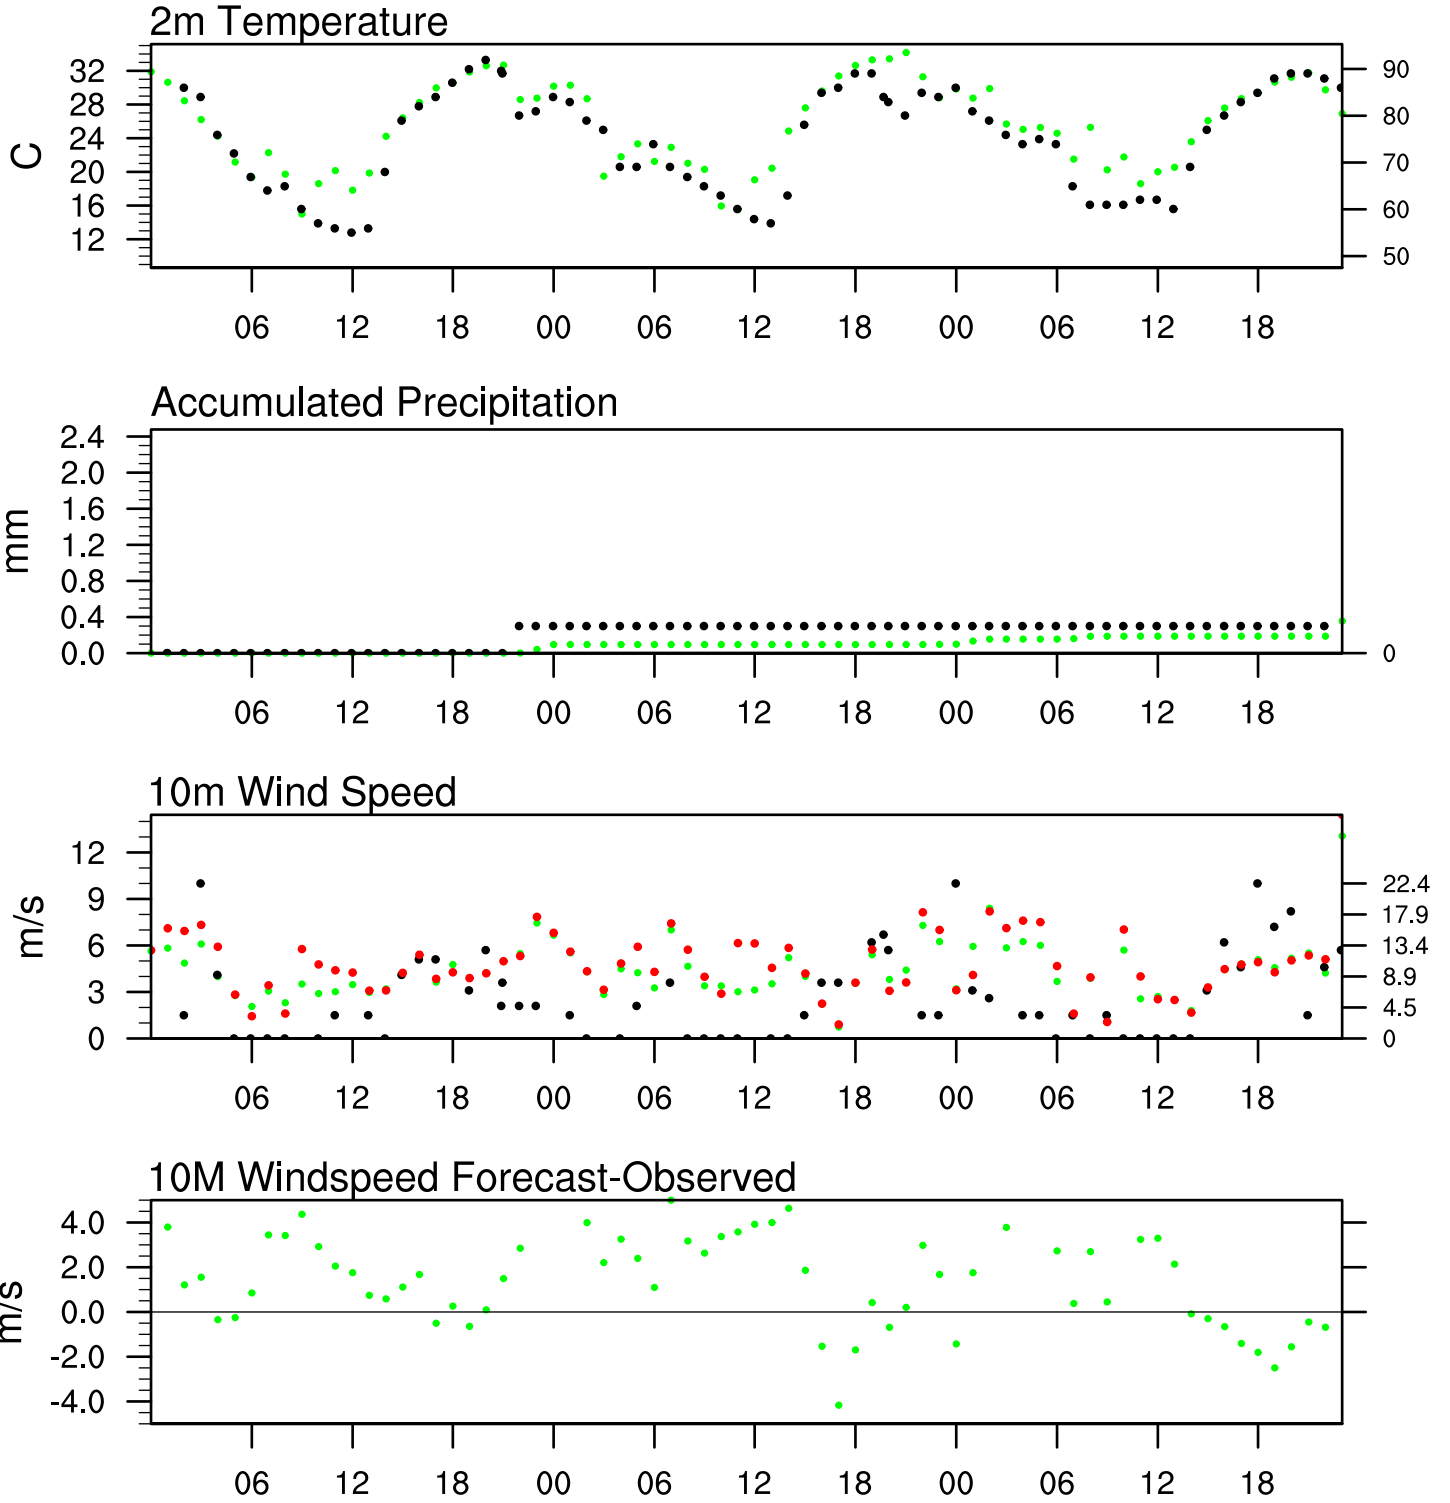 2m Temperature
32
28
24
20
16
12
C
90
80
70
60
50
06 12 18 00 06 12 18 00 06 12 18
Accumulated Precipitation
2.4
2.0
1.6
1.2
0.8
0.4
0.0
mm
0
06 12 18 00 06 12 18 00 06 12 18
10m Wind Speed
12
9
6
3
0
m/s
22.4
17.9
13.4
8.9
4.5
0
06 12 18 00 06 12 18 00 06 12 18
10M Windspeed Forecast-Observed
4.0
2.0
0.0
-2.0
-4.0
m/s
06 12 18 00 06 12 18 00 06 12 18